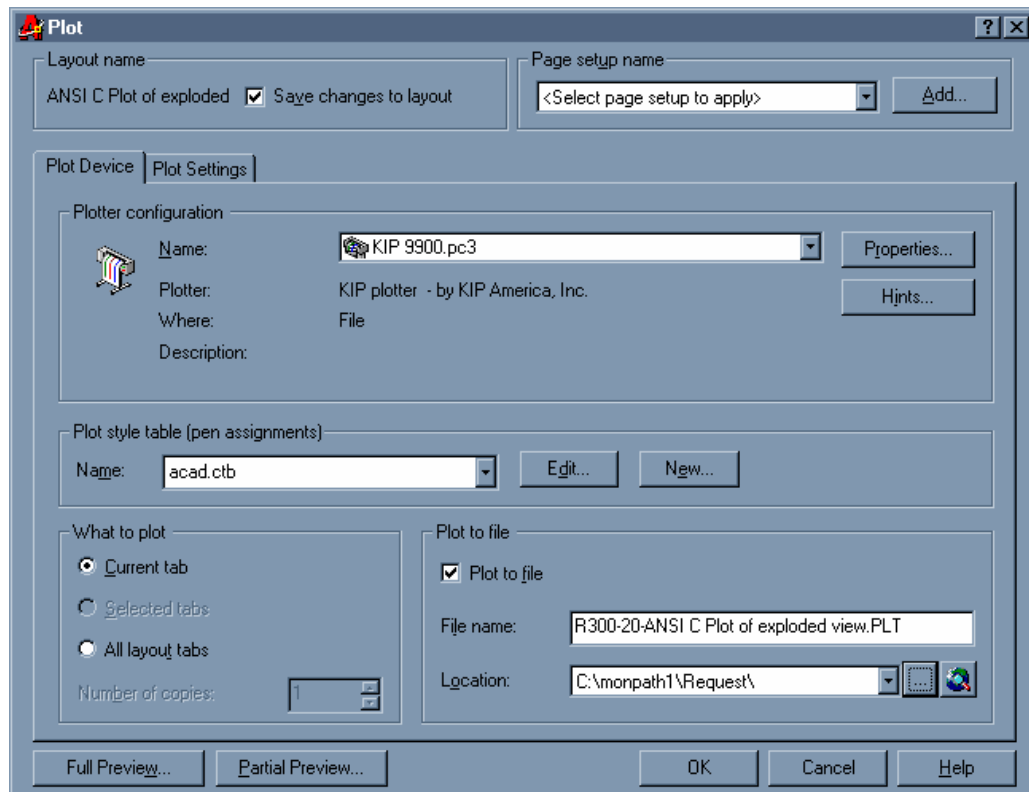 Plot
Layout name
ANSI C Plot of exploded Save changes to layout
Page setup name
<Select page setup to apply>
Add...
Plot Device
Plot Settings
Plotter configuration
Name: KIP 9900.pc3
Properties...
Plotter: KIP plotter - by KIP America, Inc.
Hints...
Where: File
Description:
Plot style table (pen assignments)
Name: acad.ctb
Edit...
New...
What to plot
Current tab
Selected tabs
All layout tabs
Number of copies: 1
Plot to file
Plot to file
File name: R300-20-ANSI C Plot of exploded view.PLT
Location: C:\monpath1\Request\
...
Full Preview...
Partial Preview...
OK
Cancel
Help